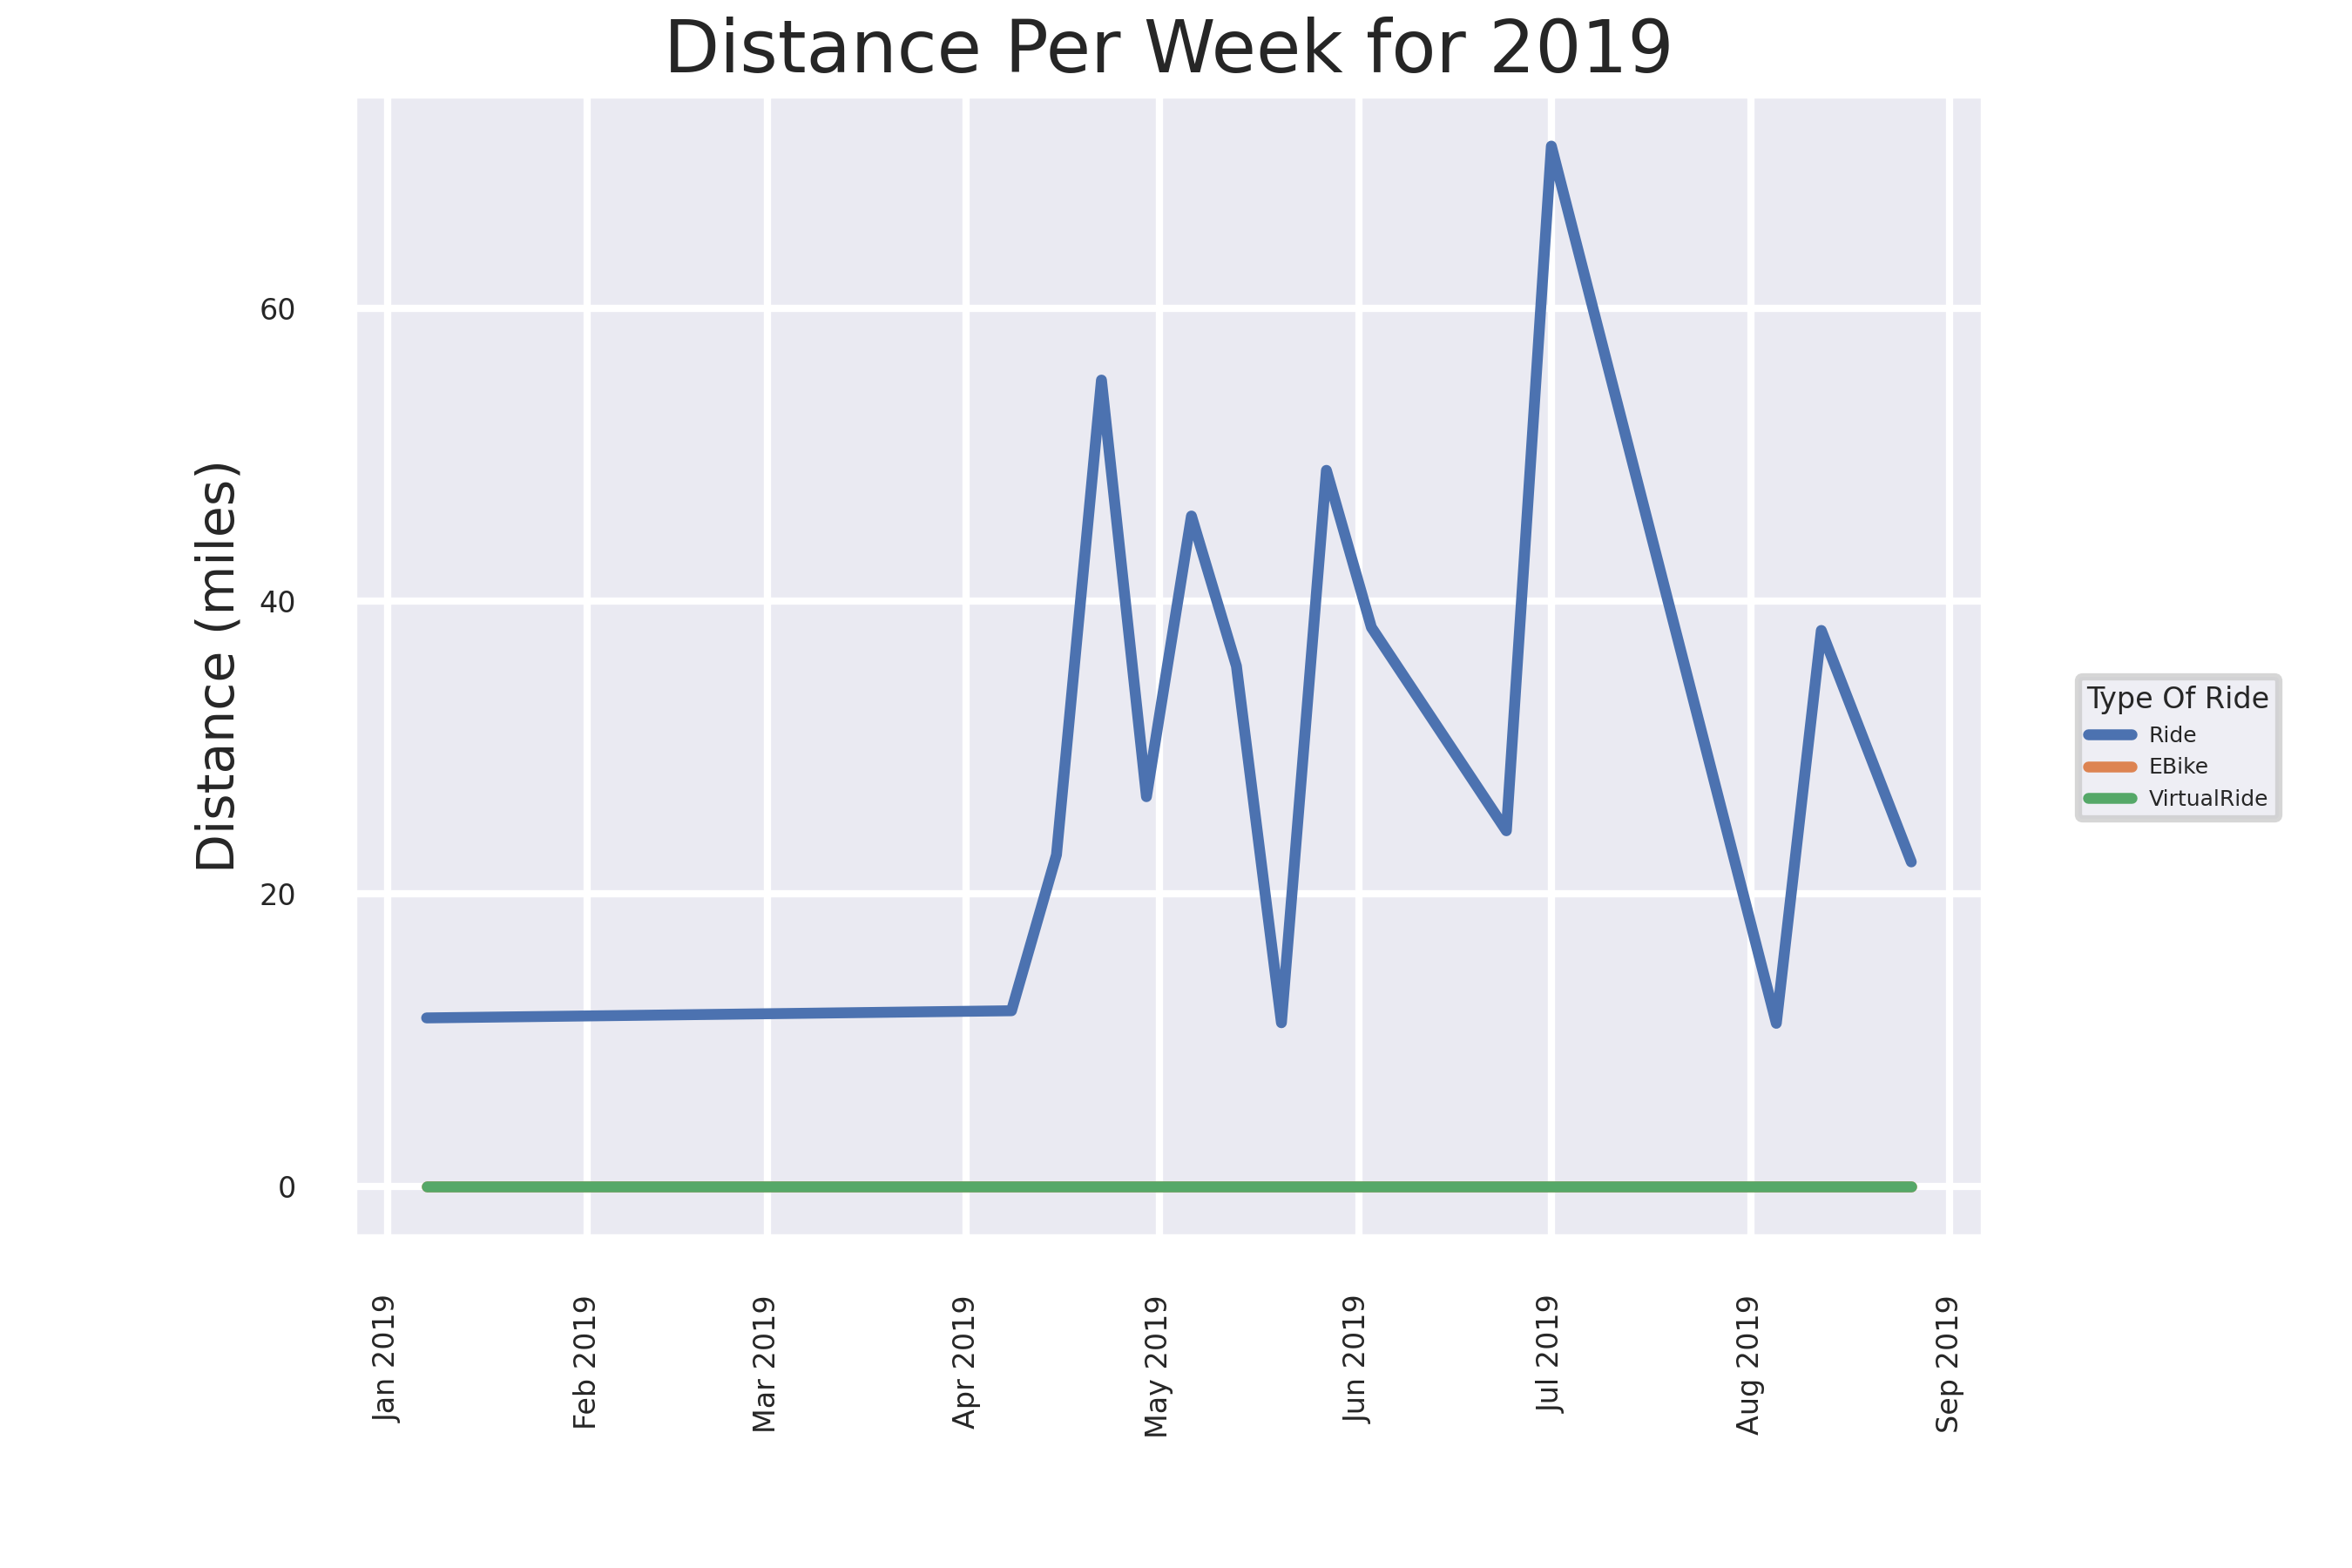 Distance Per Week for 2019
Distance (miles)
60
40
20
0
Jan 2019
Feb 2019
Mar 2019
Apr 2019
May 2019
Jun 2019
Jul 2019
Aug 2019
Sep 2019
Type Of Ride
Ride
EBike
VirtualRide